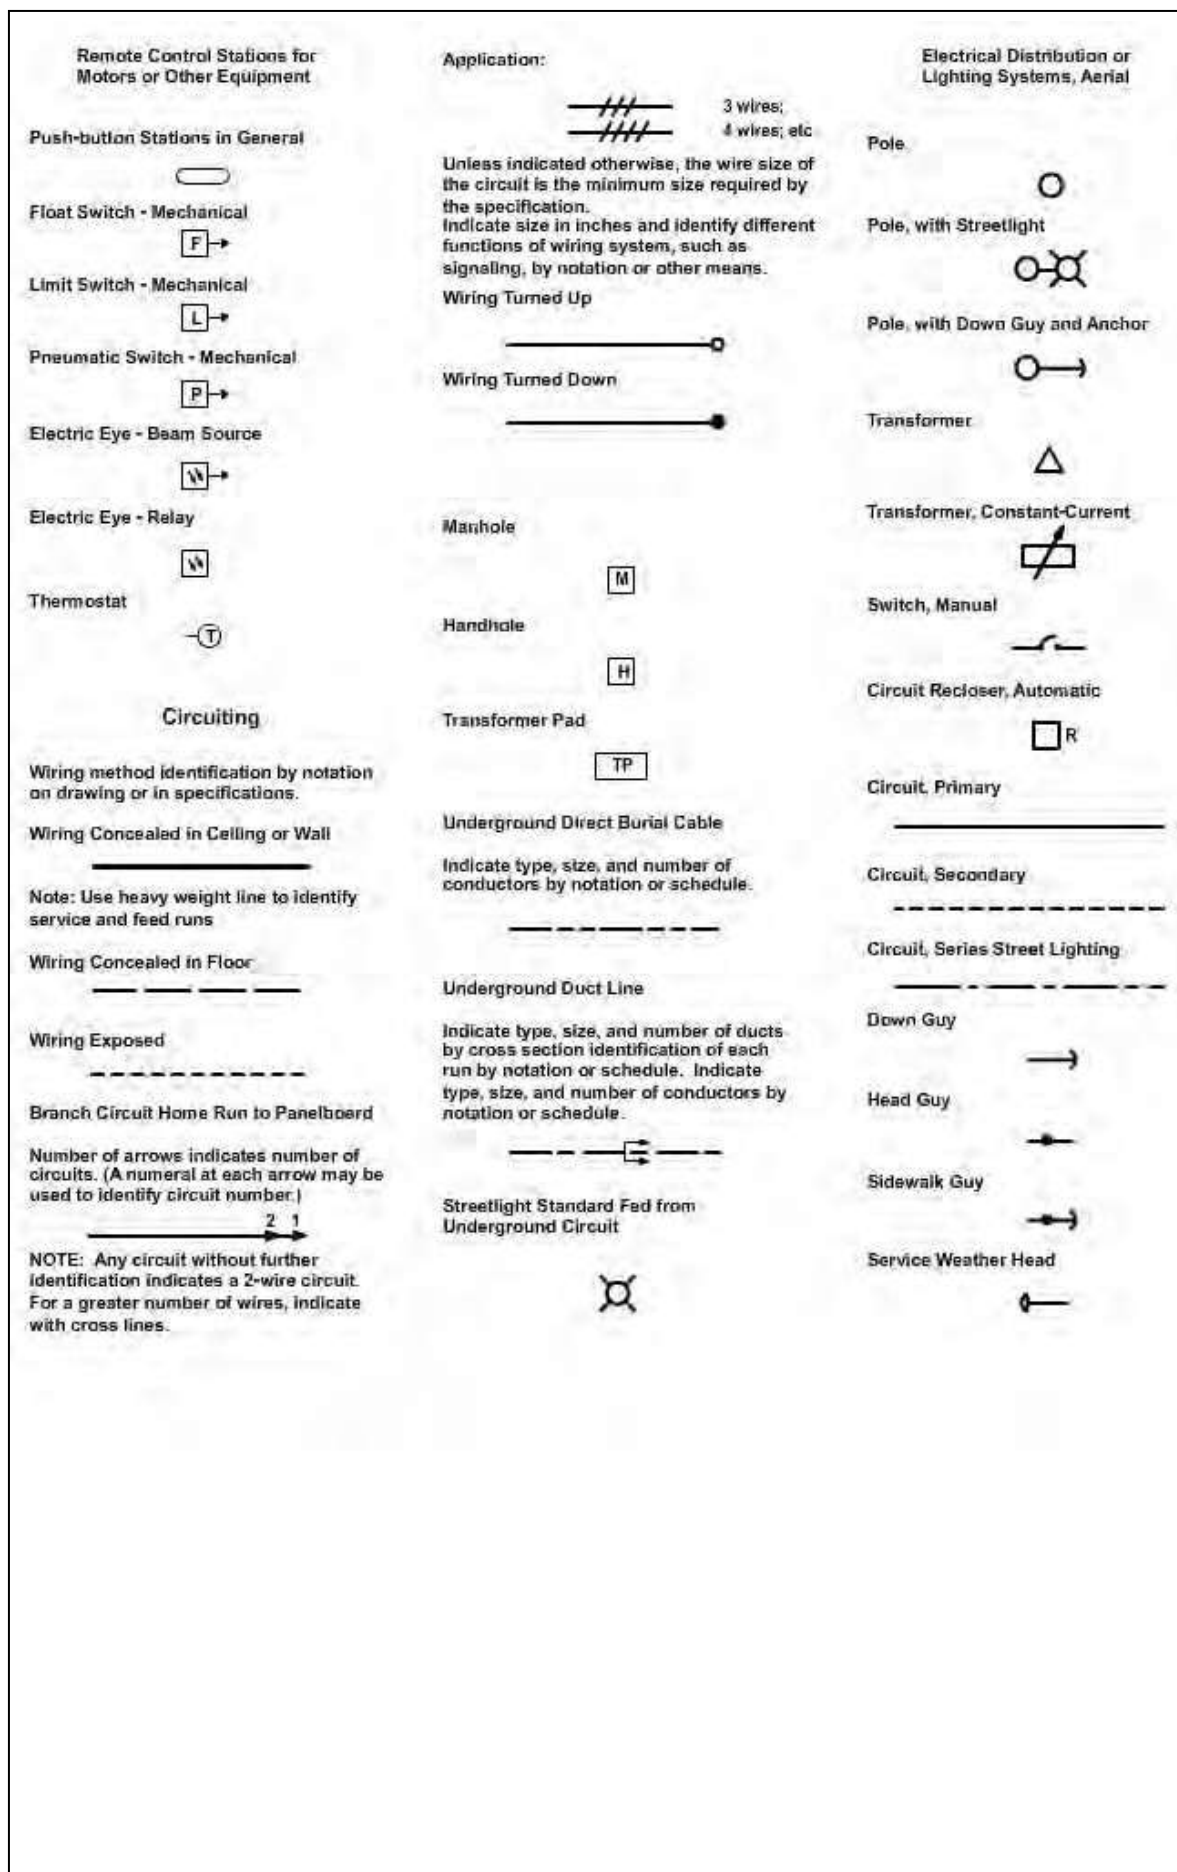 Remote Control Stations for
Motors or Other Equipment
Push-button Stations in General
Float Switch - Mechanical
F
Limit Switch - Mechanical
L
Pneumatic Switch - Mechanical
P
Electric Eye - Beam Source
Electric Eye - Relay
Thermostat
T
Circuiting
Wiring method identification by notation
on drawing or in specifications.
Wiring Concealed in Ceiling or Wall
Note: Use heavy weight line to identify
service and feed runs
Wiring Concealed in Floor
Wiring Exposed
Branch Circuit Home Run to Panelboard
Number of arrows indicates number of
circuits. (A numeral at each arrow may be
used to identify circuit number.)
2 1
NOTE: Any circuit without further
identification indicates a 2-wire circuit.
For a greater number of wires, indicate
with cross lines.
Application:
3 wires;
4 wires; etc
Unless indicated otherwise, the wire size of
the circuit is the minimum size required by
the specification.
Indicate size in inches and identify different
functions of wiring system, such as
signaling, by notation or other means.
Wiring Turned Up
Wiring Turned Down
Manhole
M
Handhole
H
Transformer Pad
TP
Underground Direct Burial Cable
Indicate type, size, and number of
conductors by notation or schedule.
Underground Duct Line
Indicate type, size, and number of ducts
by cross section identification of each
run by notation or schedule. Indicate
type, size, and number of conductors by
notation or schedule.
Streetlight Standard Fed from
Underground Circuit
Electrical Distribution or
Lighting Systems, Aerial
Pole
Pole, with Streetlight
Pole, with Down Guy and Anchor
Transformer
Transformer, Constant-Current
Switch, Manual
Circuit Recloser, Automatic
R
Circuit, Primary
Circuit, Secondary
Circuit, Series Street Lighting
Down Guy
Head Guy
Sidewalk Guy
Service Weather Head